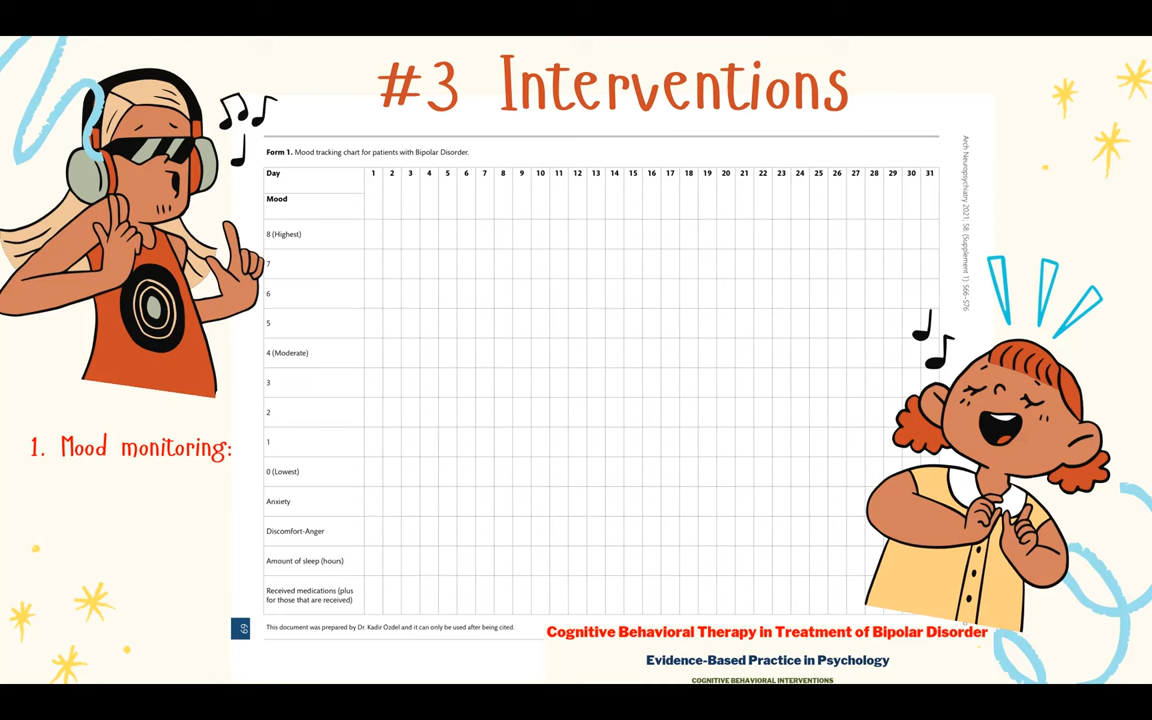 #3 Interventions
Form 1. Mood tracking chart for patients with Bipolar Disorder.
Day 1 2 3 4 5 6 7 8 9 10 11 12 13 14 15 16 17 18 19 20 21 22 23 24 25 26 27 28 29 30 31
Mood
8 (Highest)
7
6
5
4 (Moderate)
3
2
1
0 (Lowest)
Anxiety
Discomfort-Anger
Amount of sleep (hours)
Received medications (plus
for those that are received)
This document was prepared by Dr. Kadir Özdel and it can only be used after being cited.
69
Arch Neuropsychiatry 2021; 58: (Supplement 1): S66−S76
1. Mood monitoring:
Cognitive Behavioral Therapy in Treatment of Bipolar Disorder
Evidence-Based Practice in Psychology
COGNITIVE BEHAVIORAL INTERVENTIONS